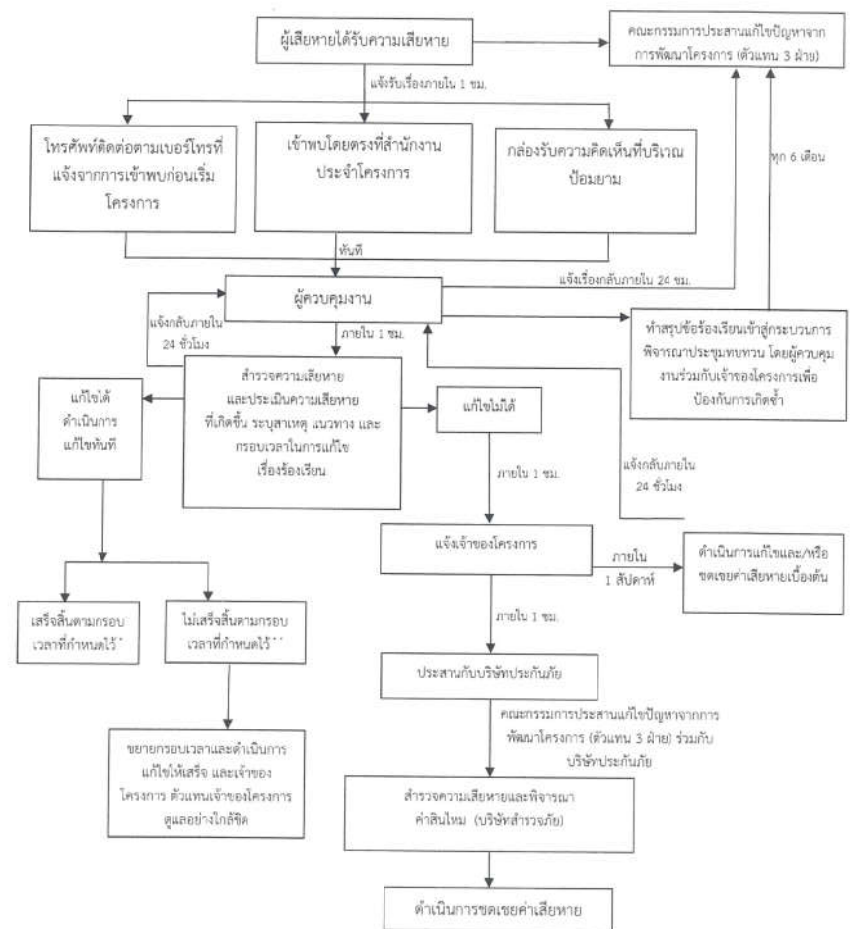 ผู้เสียหายได้รับความเสียหาย
คณะกรรมการประสานแก้ไขปัญหาจาก
การพัฒนาโครงการ (ตัวแทน 3 ฝ่าย)
แจ้งรับเรื่องภายใน 1 ชม.
โทรศัพท์ติดต่อตามเบอร์โทรที่
แจ้งจากการเข้าพบก่อนเริ่ม
โครงการ
เข้าพบโดยตรงที่สำนักงาน
ประจำโครงการ
กล่องรับความคิดเห็นที่บริเวณ
ป้อมยาม
ทุก 6 เดือน
ทันที
แจ้งเรื่องกลับภายใน 24 ชม.
ผู้ควบคุมงาน
แจ้งกลับภายใน
24 ชั่วโมง
ภายใน 1 ชม.
ทำสรุปข้อร้องเรียนเข้าสู่กระบวนการ
พิจารณาประชุมทบทวน โดยผู้ควบคุม
งานร่วมกับเจ้าของโครงการเพื่อ
ป้องกันการเกิดซ้ำ
แก้ไขได้
ดำเนินการ
แก้ไขทันที
สำรวจความเสียหาย
และประเมินความเสียหาย
ที่เกิดขึ้น ระบุสาเหตุ แนวทาง และ
กรอบเวลาในการแก้ไข
เรื่องร้องเรียน
แก้ไขไม่ได้
ภายใน 1 ชม.
แจ้งกลับภายใน
24 ชั่วโมง
แจ้งเจ้าของโครงการ
ภายใน
1 สัปดาห์
ดำเนินการแก้ไขและ/หรือ
ชดเชยค่าเสียหายเบื้องต้น
เสร็จสิ้นตามกรอบ
เวลาที่กำหนดไว้*
ไม่เสร็จสิ้นตามกรอบ
เวลาที่กำหนดไว้**
ภายใน 1 ชม.
ประสานกับบริษัทประกันภัย
คณะกรรมการประสานแก้ไขปัญหาจากการ
พัฒนาโครงการ (ตัวแทน 3 ฝ่าย) ร่วมกับ
บริษัทประกันภัย
ขยายกรอบเวลาและดำเนินการ
แก้ไขให้เสร็จ และเจ้าของ
โครงการ ตัวแทนเจ้าของโครงการ
ดูแลอย่างใกล้ชิด
สำรวจความเสียหายและพิจารณา
ค่าสินไหม (บริษัทสำรวจภัย)
ดำเนินการชดเชยค่าเสียหาย